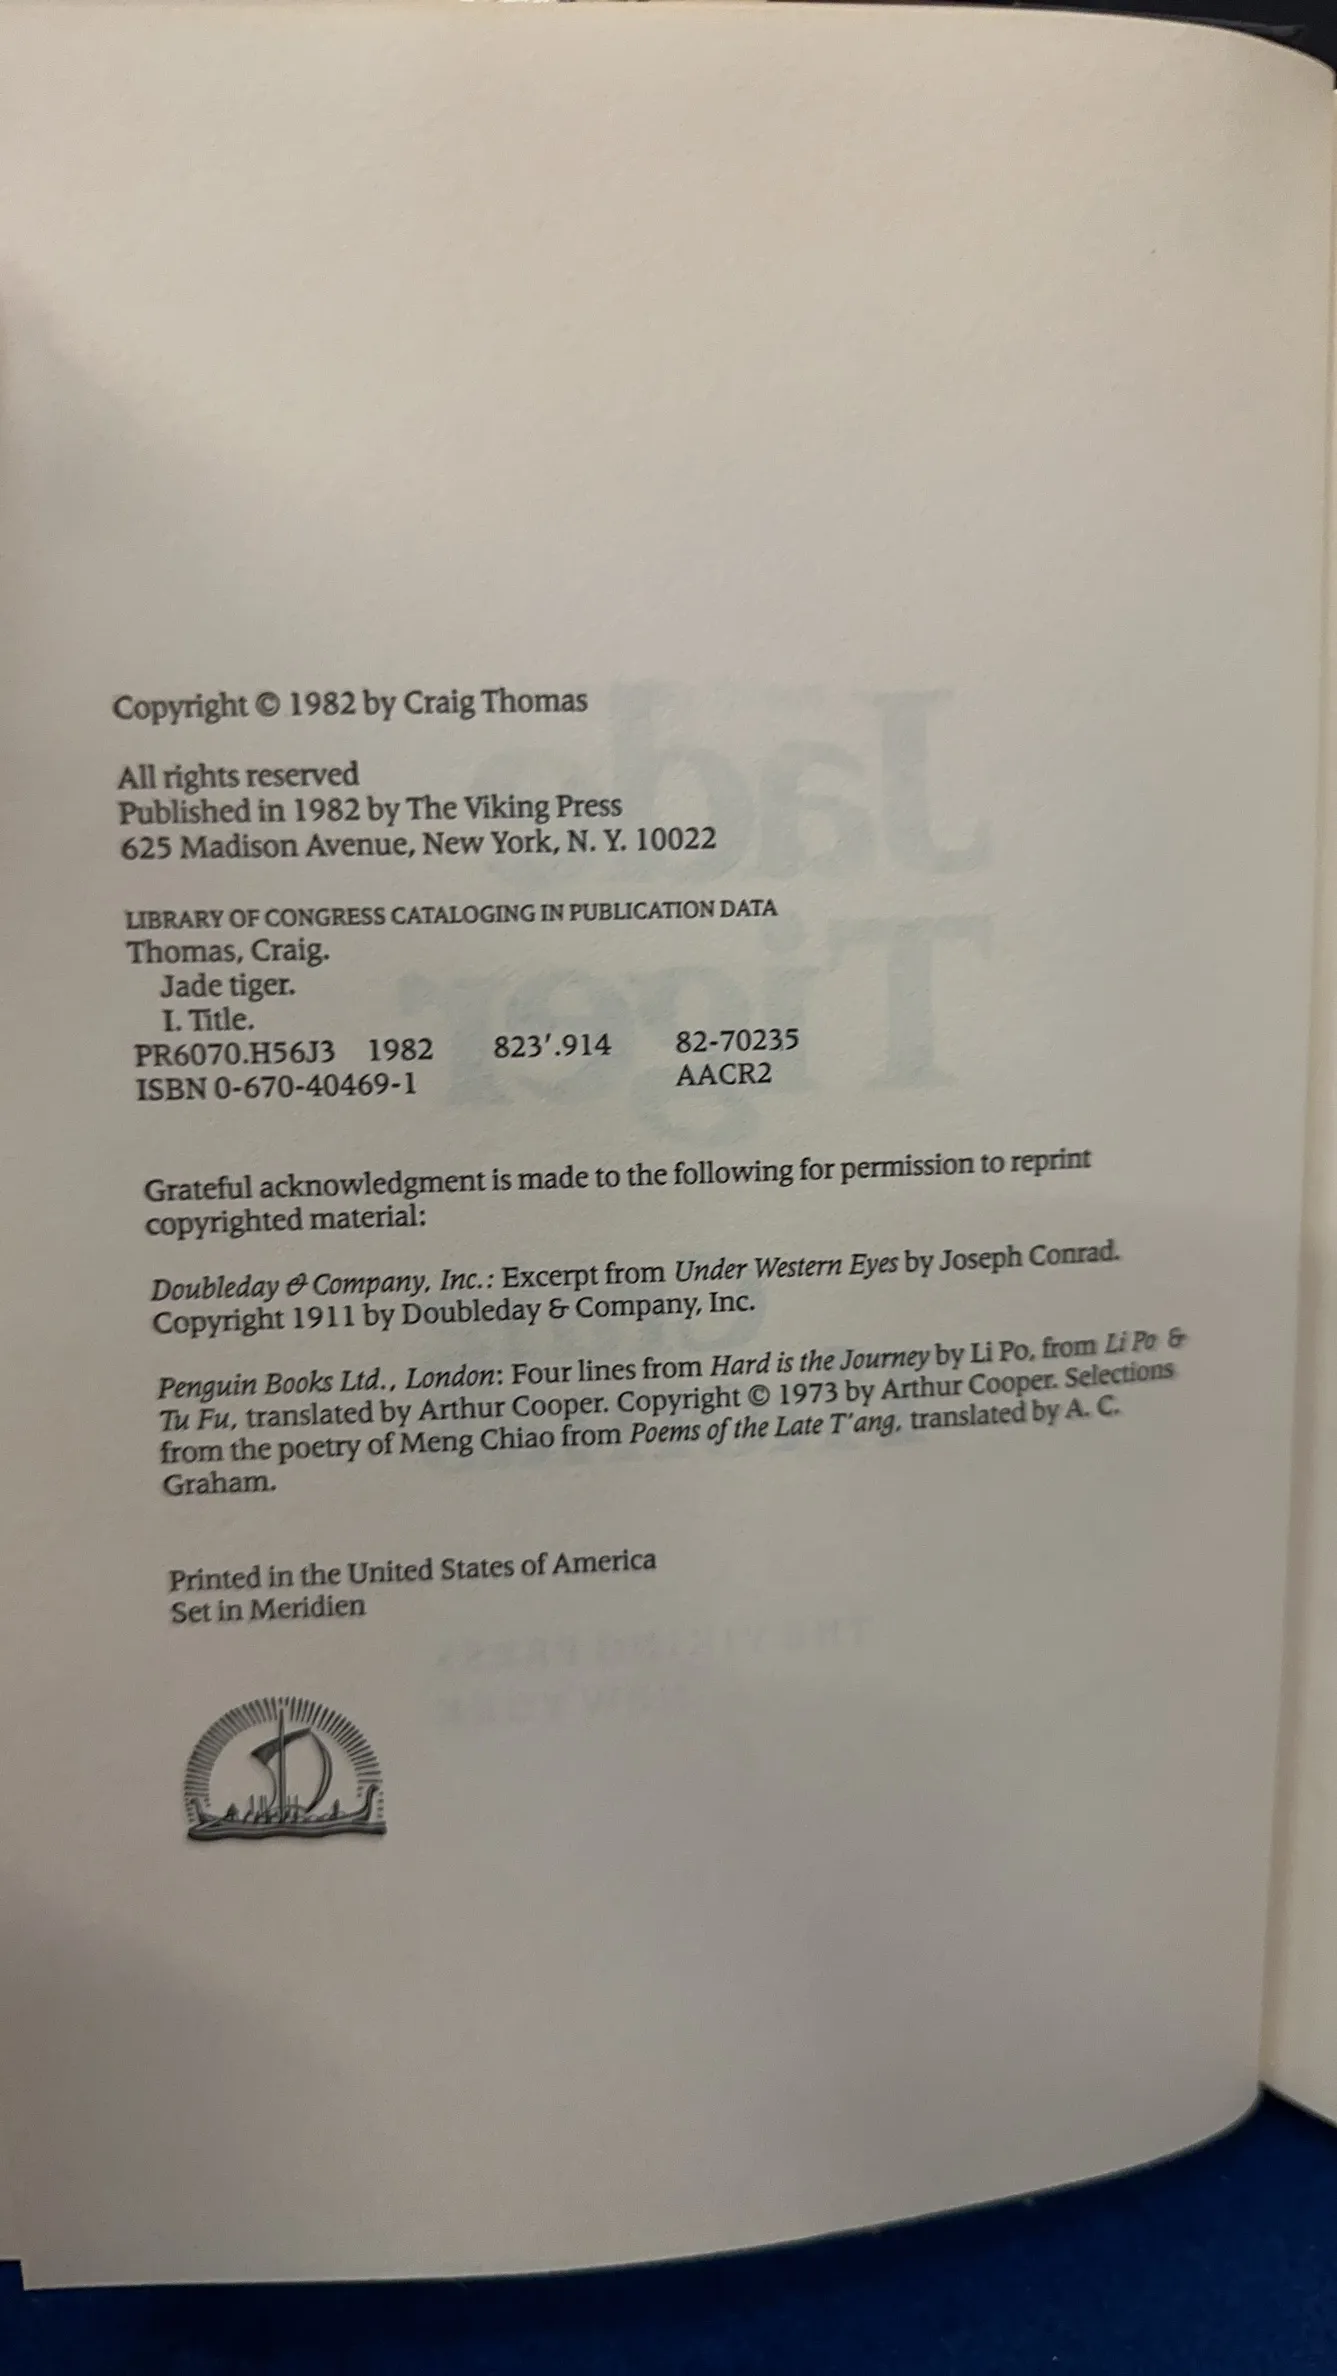 Copyright © 1982 by Craig Thomas
All rights reserved
Published in 1982 by The Viking Press
625 Madison Avenue, New York, N. Y. 10022
LIBRARY OF CONGRESS CATALOGING IN PUBLICATION DATA
Thomas, Craig.
Jade tiger.
I. Title.
PR6070.H56J3 1982 823'.914 82-70235
ISBN 0-670-40469-1 AACR2
Grateful acknowledgment is made to the following for permission to reprint
copyrighted material:
Doubleday & Company, Inc.: Excerpt from Under Western Eyes by Joseph Conrad.
Copyright 1911 by Doubleday & Company, Inc.
Penguin Books Ltd., London: Four lines from Hard is the Journey by Li Po, from Li Po &
Tu Fu, translated by Arthur Cooper. Copyright © 1973 by Arthur Cooper. Selections
from the poetry of Meng Chiao from Poems of the Late T'ang, translated by A. C.
Graham.
Printed in the United States of America
Set in Meridien